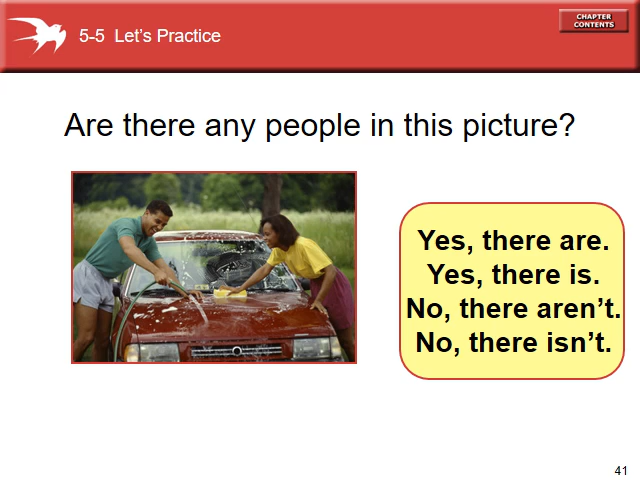 5-5 Let's Practice
CHAPTER
CONTENTS
Are there any people in this picture?
Yes, there are.
Yes, there is.
No, there aren't.
No, there isn't.
41